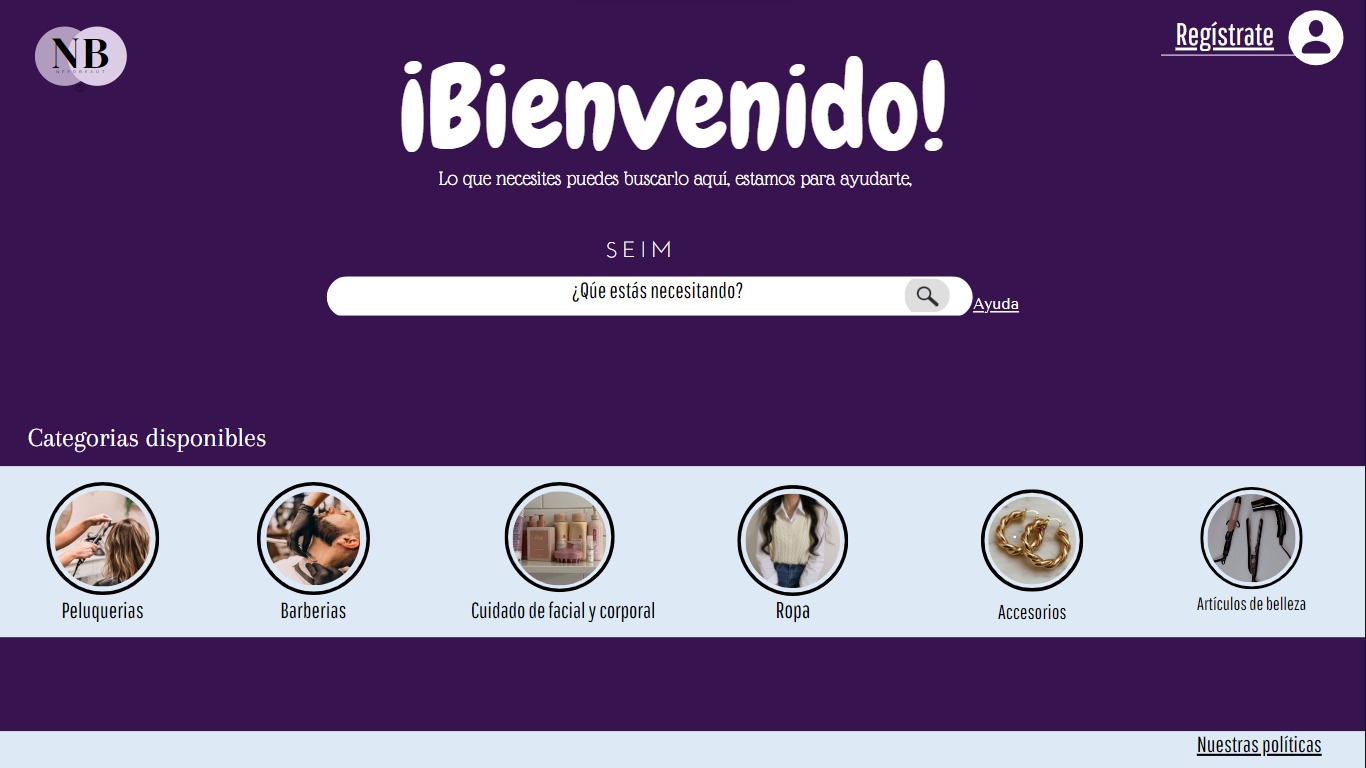 NB
NEEDBEAUT
Regístrate
¡Bienvenido!
Lo que necesites puedes buscarlo aquí, estamos para ayudarte,
SEIM
¿Qúe estás necesitando?
Ayuda
Categorias disponibles
Peluquerias
Barberias
Cuidado de facial y corporal
Ropa
Accesorios
Artículos de belleza
Nuestras políticas